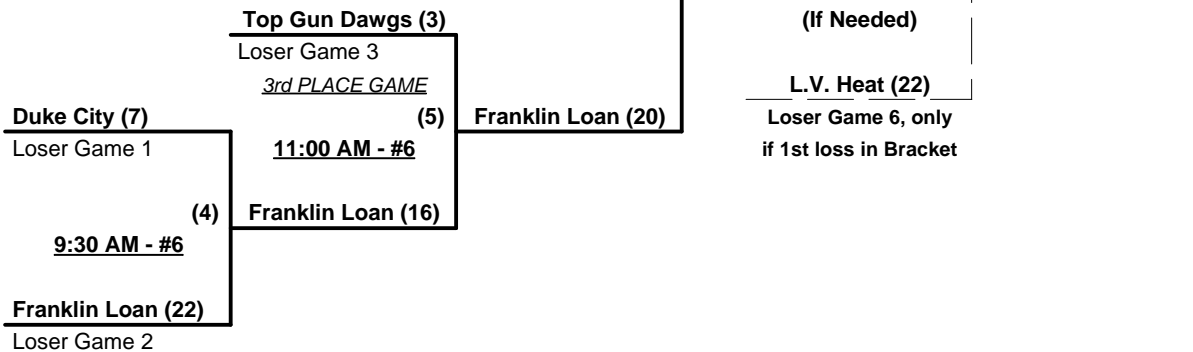 Top Gun Dawgs (3)
(If Needed)
Loser Game 3
3rd PLACE GAME
L.V. Heat (22)
Duke City (7)
(5)
Franklin Loan (20)
Loser Game 6, only
Loser Game 1
11:00 AM - #6
if 1st loss in Bracket
(4)
Franklin Loan (16)
9:30 AM - #6
Franklin Loan (22)
Loser Game 2